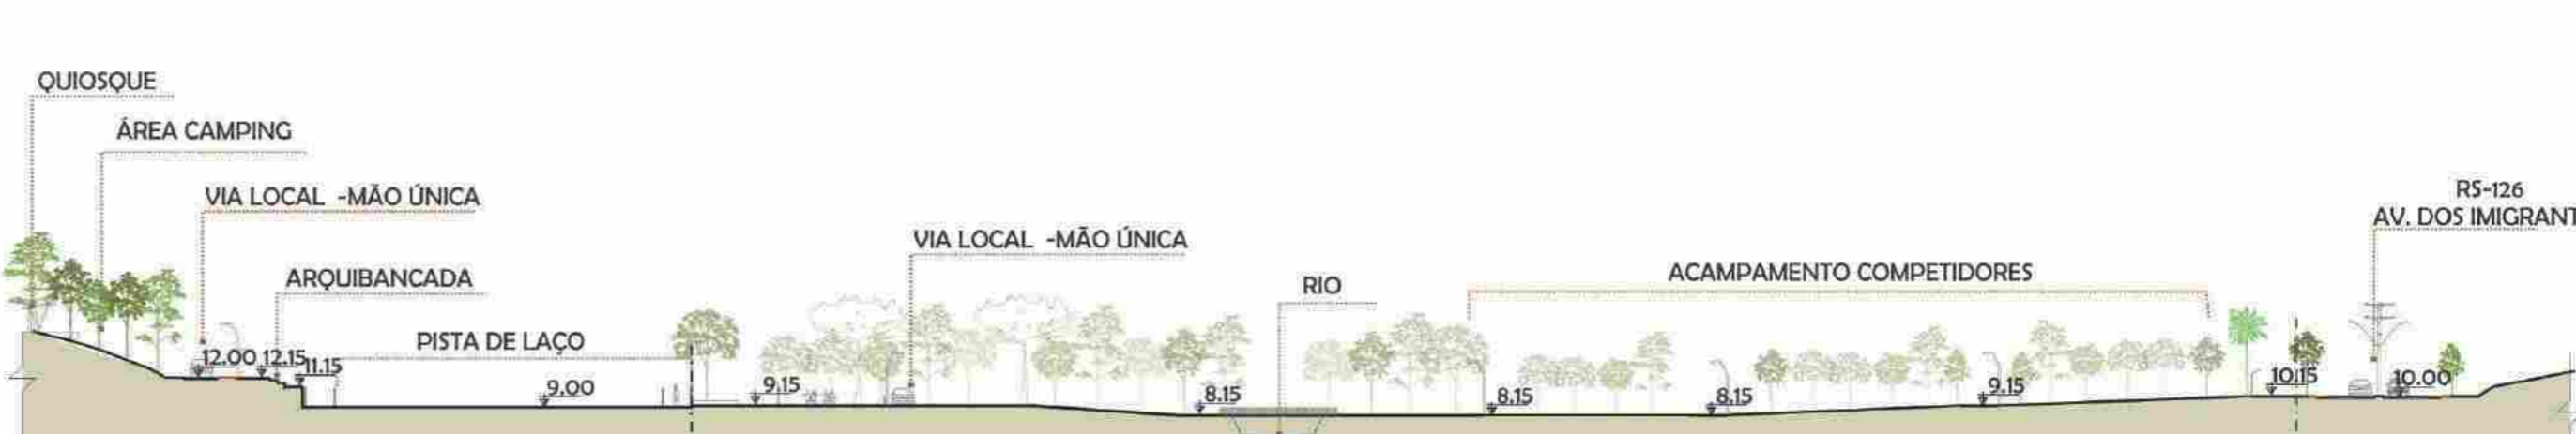 QUIOSQUE
ÁREA CAMPING
VIA LOCAL -MÃO ÚNICA
ARQUIBANCADA
PISTA DE LAÇO
VIA LOCAL -MÃO ÚNICA
RIO
ACAMPAMENTO COMPETIDORES
RS-126
AV. DOS IMIGRANT
12.00
12.15
11.15
9.00
9.15
8.15
8.15
8.15
9.15
10.15
10.00